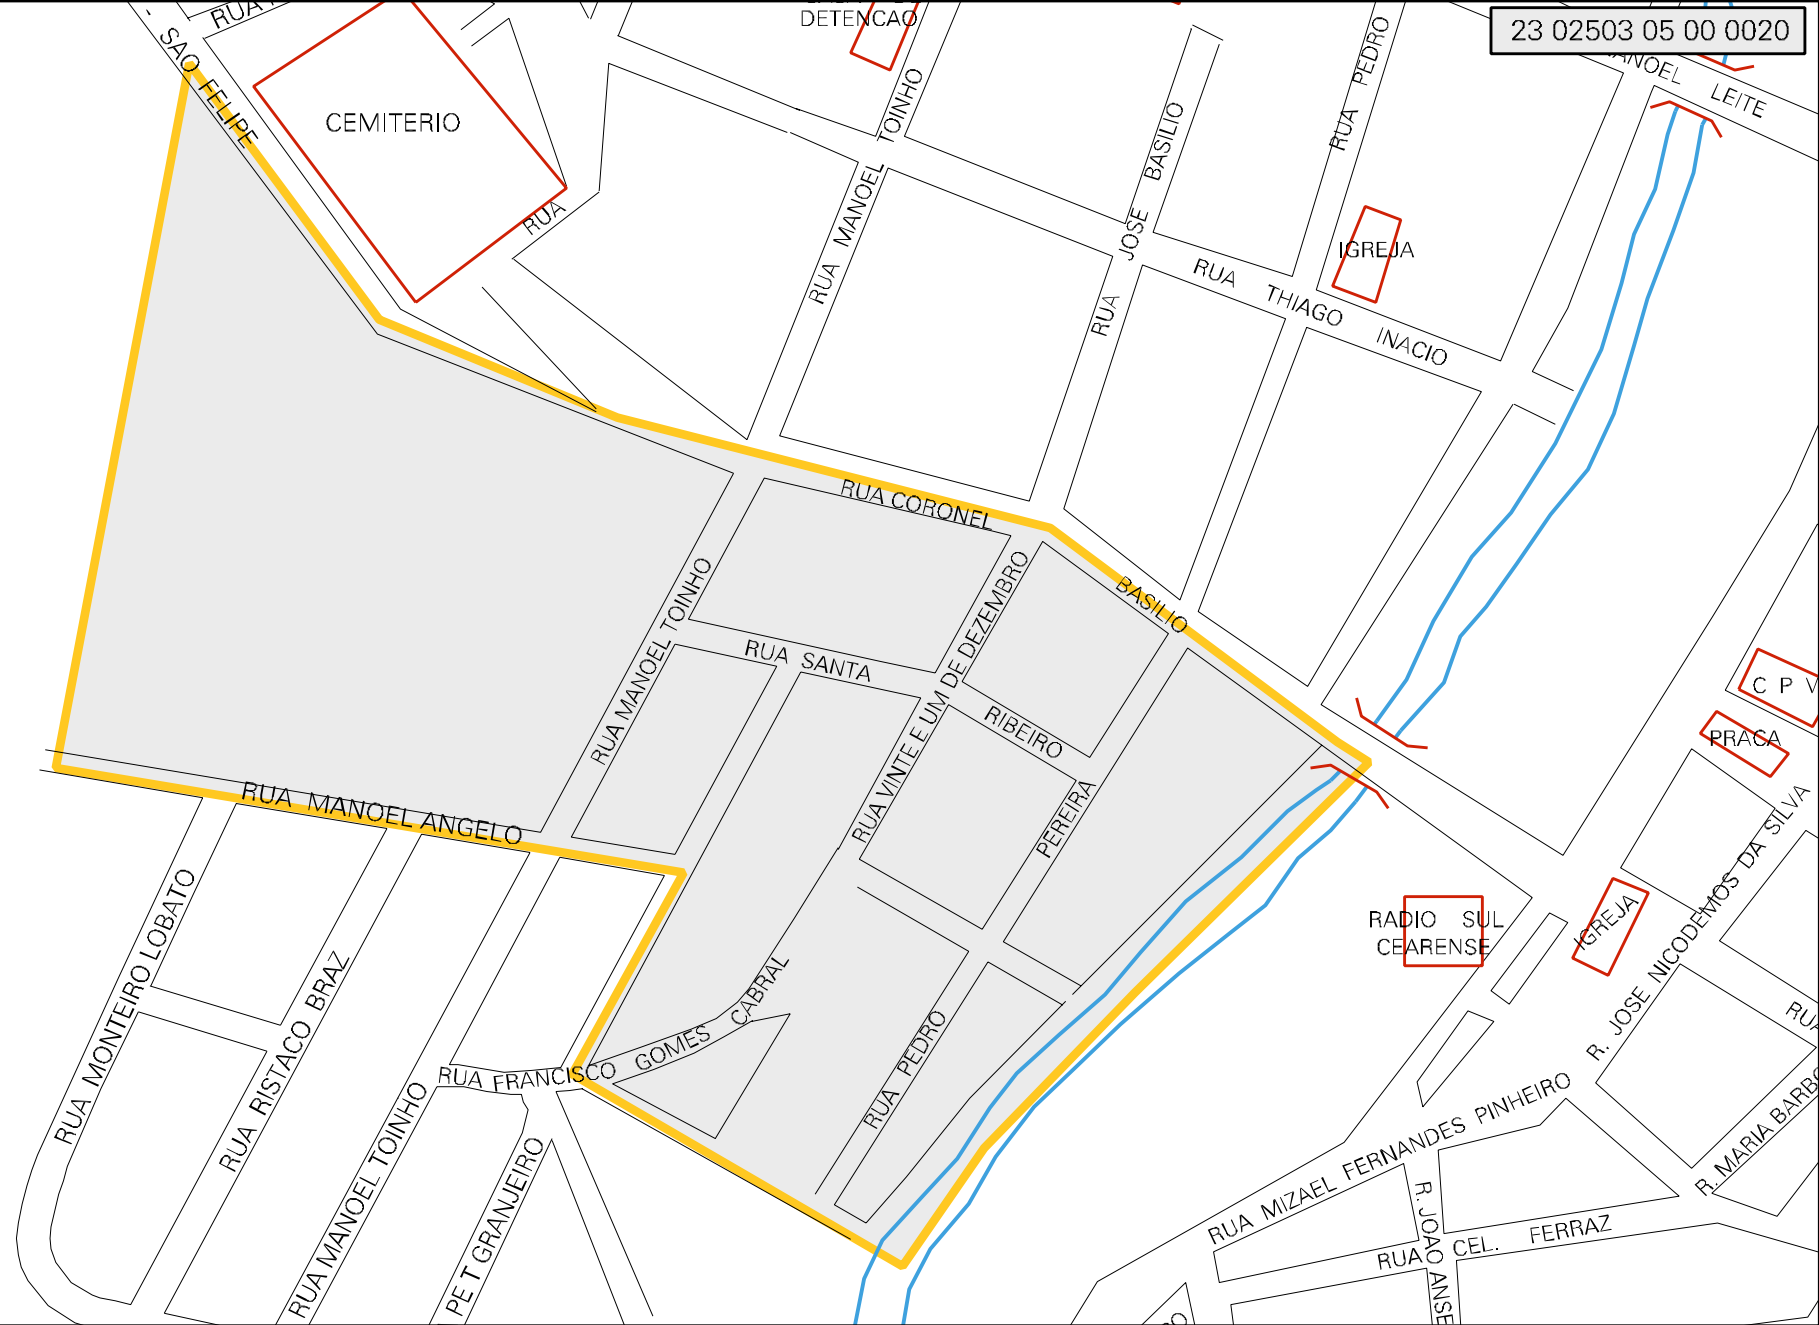 23 02503 05 00 0020
DETENCAO
LEITE
SAO FELIPE
CEMITERIO
RUA
RUA MANOEL TOINHO
RUA JOSE BASILIO
RUA PEDRO
IGREJA
RUA THIAGO INACIO
RUA CORONEL BASILIO
RUA MANOEL TOINHO
RUA SANTA
RUA VINTE E UM DE DEZEMBRO
RIBEIRO
PEREIRA
C P V
PRACA
RUA MANOEL ANGELO
RADIO SUL
CEARENSE
IGREJA
R. JOSE NICODEMOS DA SILVA
RUA MONTEIRO LOBATO
RUA RISTACO BRAZ
RUA MANOEL TOINHO
RUA FRANCISCO GOMES CABRAL
RUA PEDRO
RUA
PE T GRANJEIRO
RUA MIZAEL FERNANDES PINHEIRO
R. MARIA BARBO
R. JOAO ANSE
RUA CEL. FERRAZ